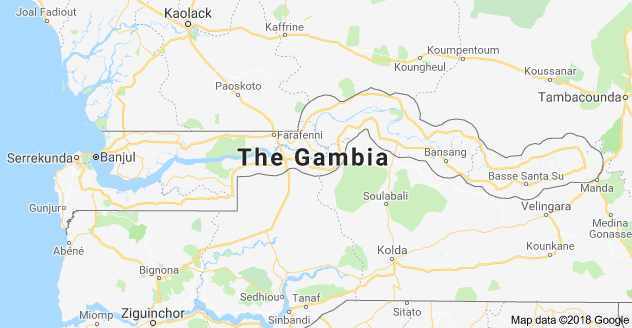 Joal Fadiout
Kaolack
Kaffrine
Koumpentoum
Koungheul
Koussanar
Paoskoto
Tambacounda
Farafenni
Serrekunda
Banjul
The Gambia
Bansang
Basse Santa Su
Manda
Soulabali
Velingara
Gunjur
Medina
Gonasse
Abéné
Kolda
Kounkane
Bignona
Sedhiou
Tanaf
Miomp
Ziguinchor
Sinbandi
Sitato
Map data ©2018 Google